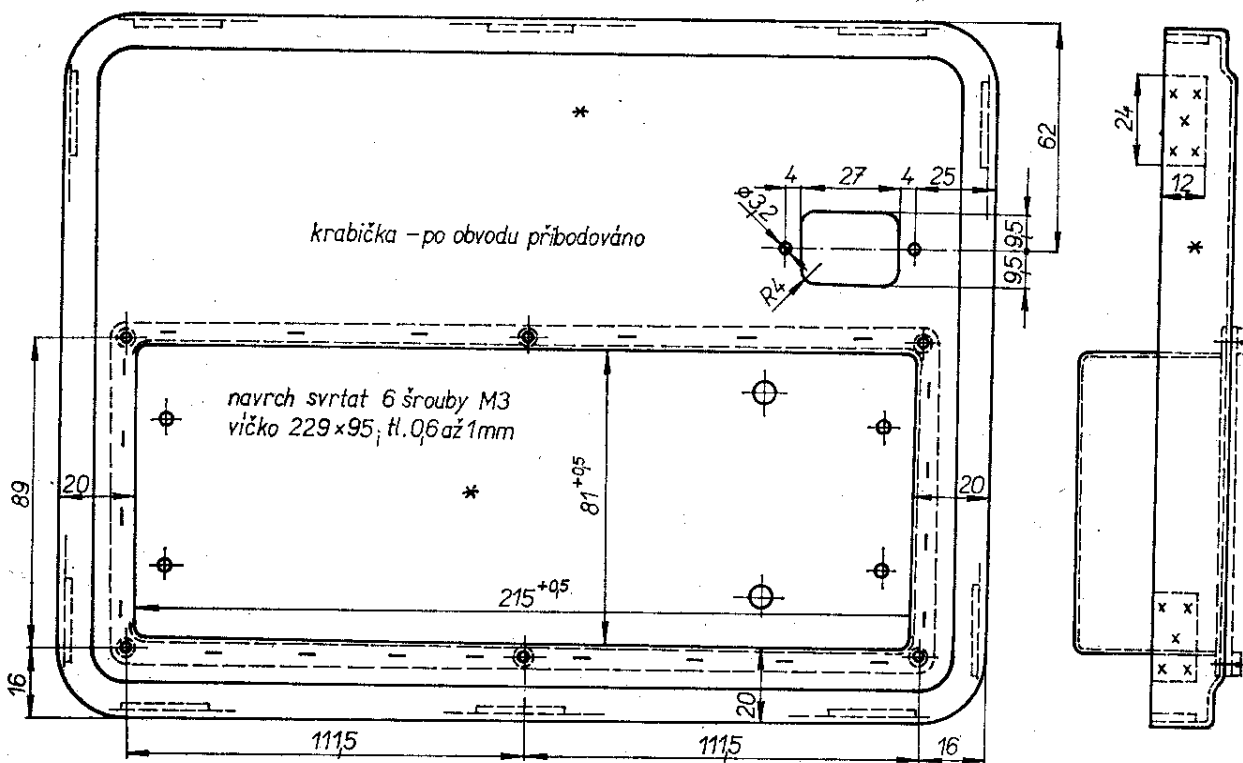 62
24
12
4 27 4 25
ϕ3,2
9,5 9,5
R4
krabička – po obvodu přibodováno
navrch svrtat 6 šrouby M3
víčko 229×95; tl. 0,6 až 1mm
89
20
81+0,5
20
215+0,5
16
20
111,5
111,5
16